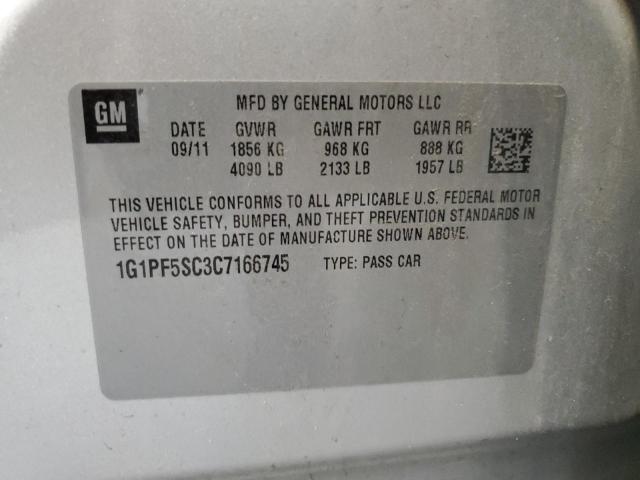 GM
MFD BY GENERAL MOTORS LLC
DATE GVWR GAWR FRT GAWR RR
09/11 1856 KG 968 KG 888 KG
4090 LB 2133 LB 1957 LB
THIS VEHICLE CONFORMS TO ALL APPLICABLE U.S. FEDERAL MOTOR
VEHICLE SAFETY, BUMPER, AND THEFT PREVENTION STANDARDS IN
EFFECT ON THE DATE OF MANUFACTURE SHOWN ABOVE.
1G1PF5SC3C7166745 TYPE: PASS CAR